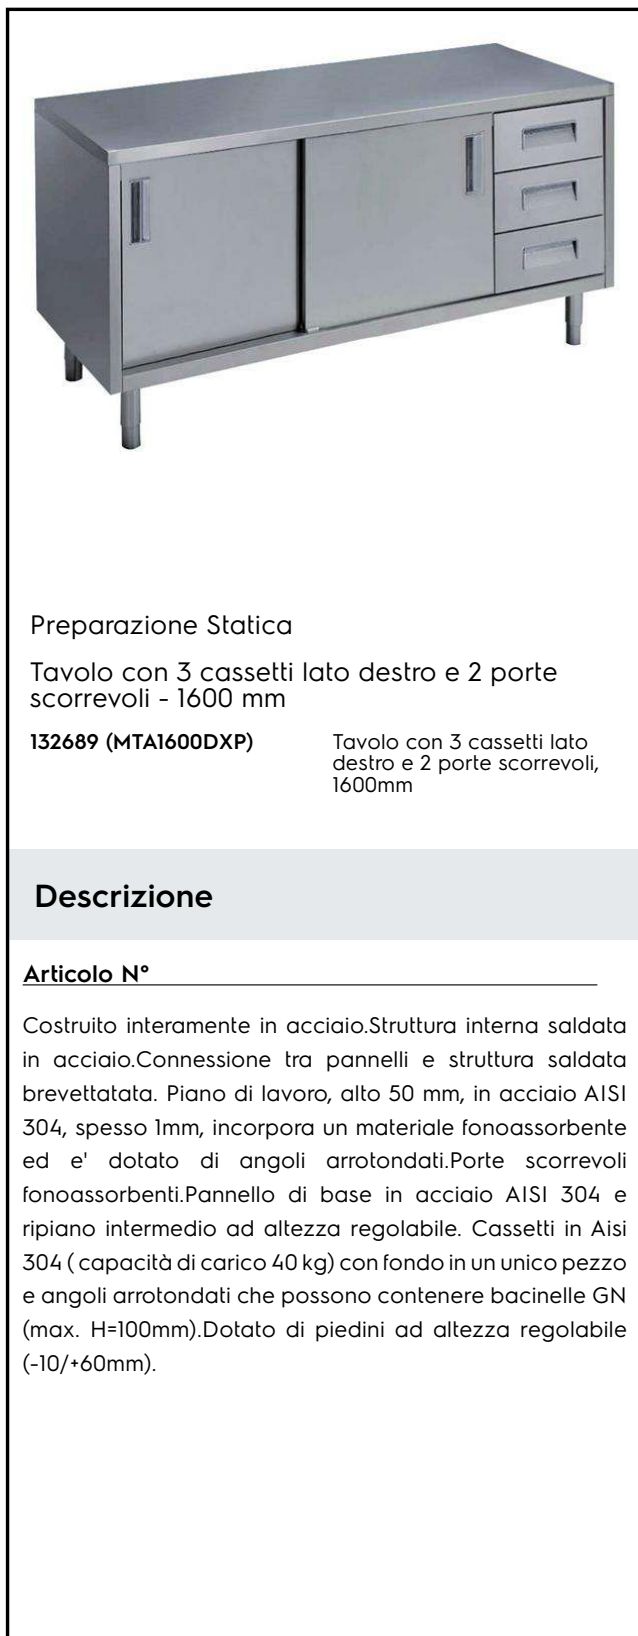 Preparazione Statica
Tavolo con 3 cassetti lato destro e 2 porte
scorrevoli - 1600 mm
132689 (MTA1600DXP)
Tavolo con 3 cassetti lato
destro e 2 porte scorrevoli,
1600mm
Descrizione
Articolo N°
Costruito interamente in acciaio.Struttura interna saldata
in acciaio.Connessione tra pannelli e struttura saldata
brevettatata. Piano di lavoro, alto 50 mm, in acciaio AISI
304, spesso 1mm, incorpora un materiale fonoassorbente
ed e' dotato di angoli arrotondati.Porte scorrevoli
fonoassorbenti.Pannello di base in acciaio AISI 304 e
ripiano intermedio ad altezza regolabile. Cassetti in Aisi
304 ( capacità di carico 40 kg) con fondo in un unico pezzo
e angoli arrotondati che possono contenere bacinelle GN
(max. H=100mm).Dotato di piedini ad altezza regolabile
(-10/+60mm).